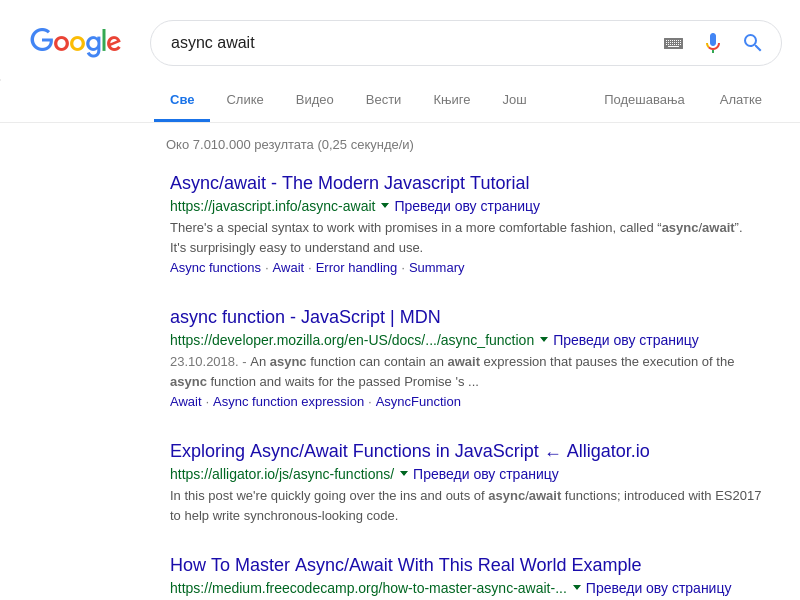 Google
async await
Све Слике Видео Вести Књиге Још Подешавања Алатке
Око 7.010.000 резултата (0,25 секунде/и)
Async/await - The Modern Javascript Tutorial
https://javascript.info/async-await Преведи ову страницу
There's a special syntax to work with promises in a more comfortable fashion, called “async/await”.
It's surprisingly easy to understand and use.
Async functions · Await · Error handling · Summary
async function - JavaScript | MDN
https://developer.mozilla.org/en-US/docs/.../async_function Преведи ову страницу
23.10.2018. - An async function can contain an await expression that pauses the execution of the
async function and waits for the passed Promise 's ...
Await · Async function expression · AsyncFunction
Exploring Async/Await Functions in JavaScript ← Alligator.io
https://alligator.io/js/async-functions/ Преведи ову страницу
In this post we're quickly going over the ins and outs of async/await functions; introduced with ES2017
to help write synchronous-looking code.
How To Master Async/Await With This Real World Example
https://medium.freecodecamp.org/how-to-master-async-await-... Преведи ову страницу